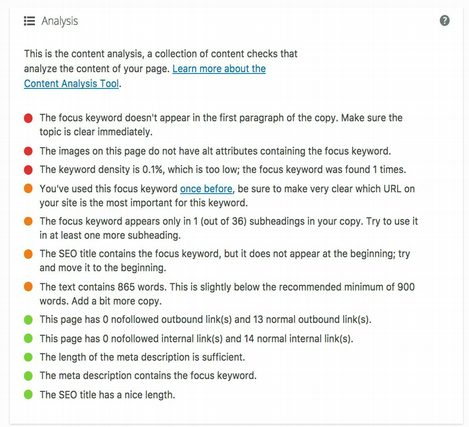 Analysis
This is the content analysis, a collection of content checks that
analyze the content of your page. Learn more about the
Content Analysis Tool.
The focus keyword doesn't appear in the first paragraph of the copy. Make sure the
topic is clear immediately.
The images on this page do not have alt attributes containing the focus keyword.
The keyword density is 0.1%, which is too low; the focus keyword was found 1 times.
You've used this focus keyword once before, be sure to make very clear which URL on
your site is the most important for this keyword.
The focus keyword appears only in 1 (out of 36) subheadings in your copy. Try to use it
in at least one more subheading.
The SEO title contains the focus keyword, but it does not appear at the beginning; try
and move it to the beginning.
The text contains 865 words. This is slightly below the recommended minimum of 900
words. Add a bit more copy.
This page has 0 nofollowed outbound link(s) and 13 normal outbound link(s).
This page has 0 nofollowed internal link(s) and 14 normal internal link(s).
The length of the meta description is sufficient.
The meta description contains the focus keyword.
The SEO title has a nice length.